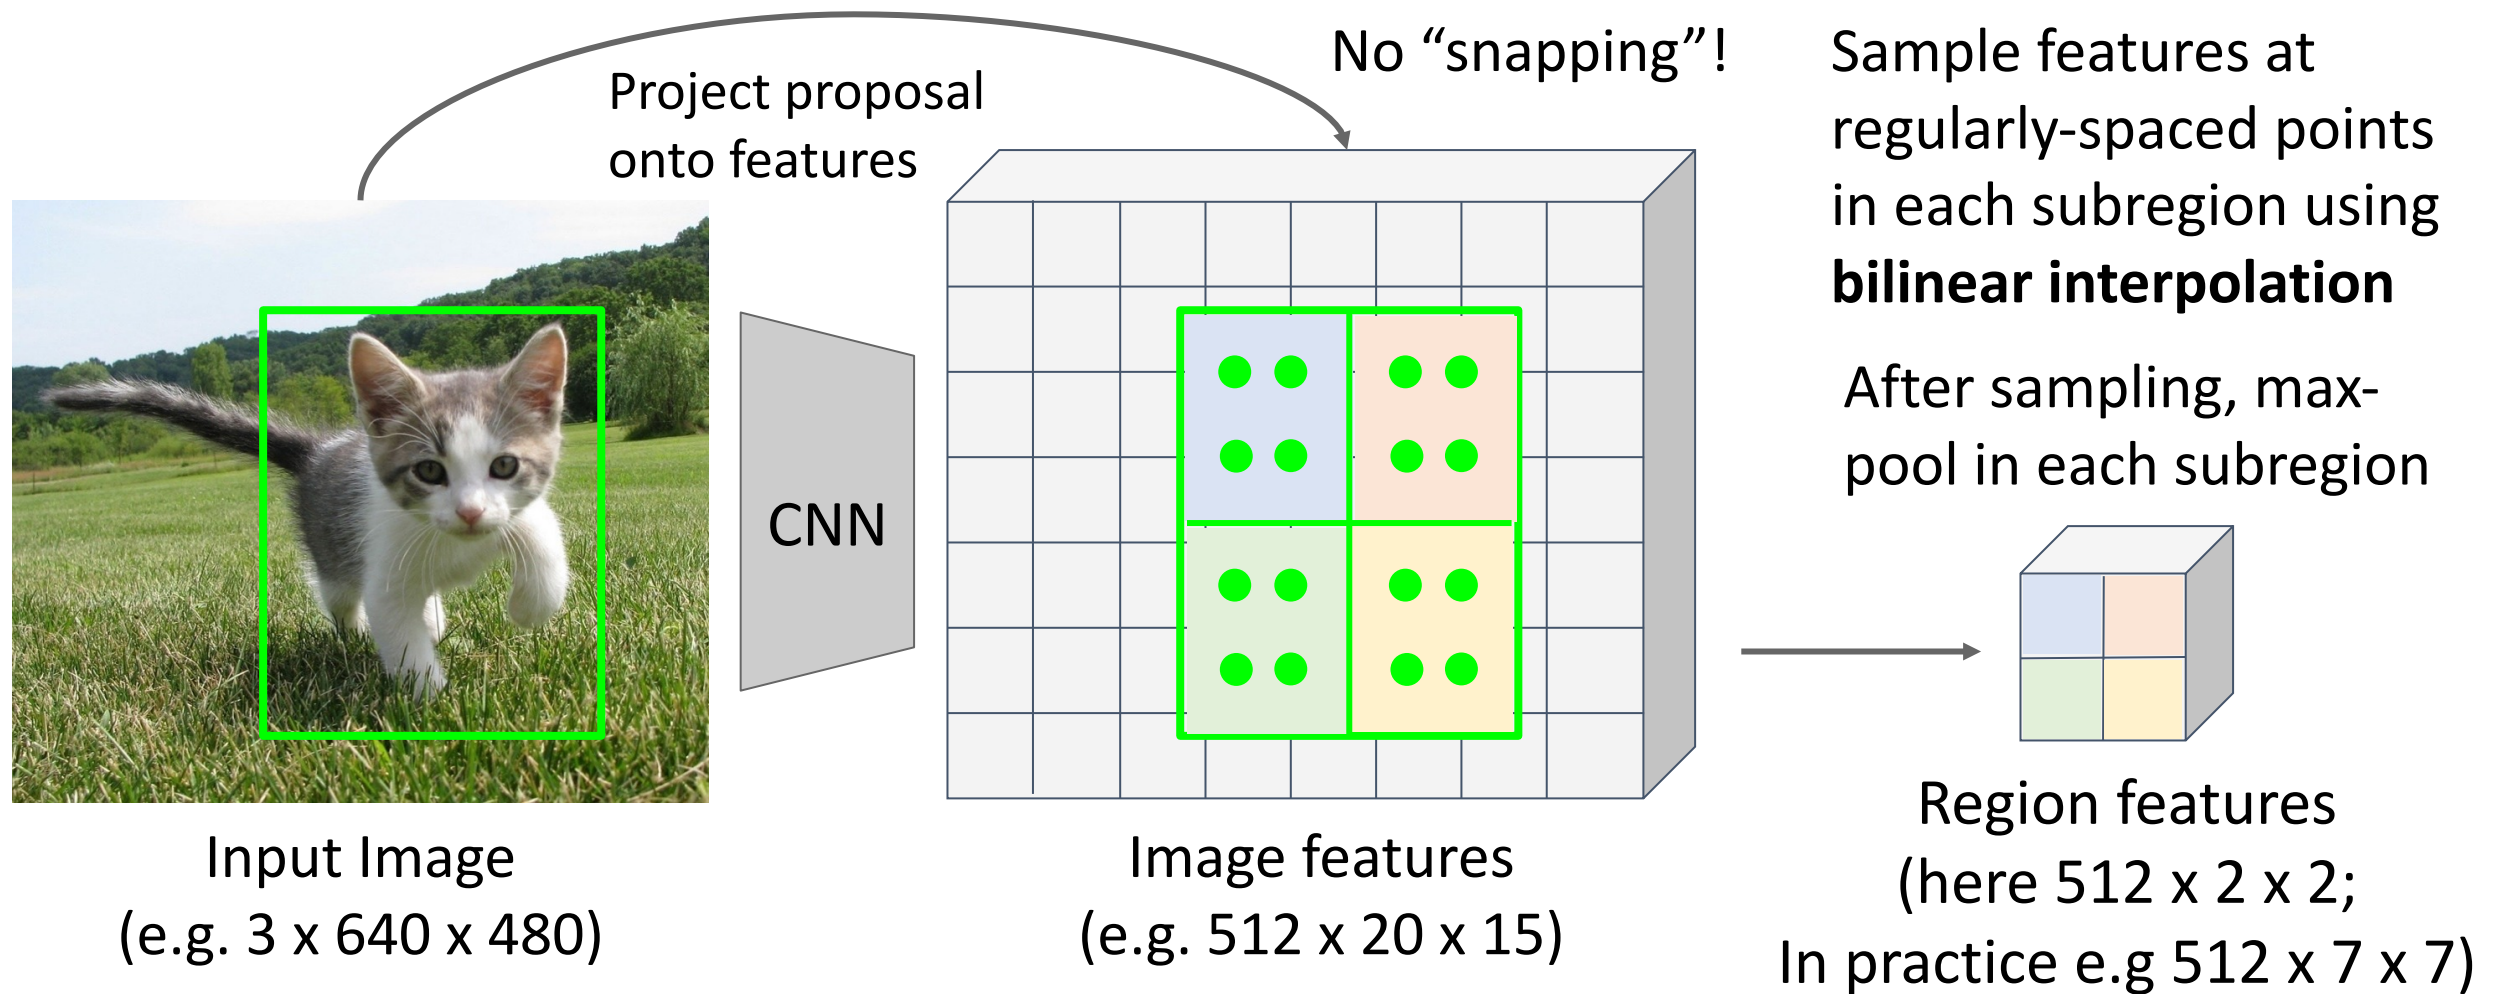 Project proposal
onto features
No “snapping”!
Sample features at
regularly-spaced points
in each subregion using
bilinear interpolation
After sampling, max-
pool in each subregion
CNN
Input Image
(e.g. 3 x 640 x 480)
Image features
(e.g. 512 x 20 x 15)
Region features
(here 512 x 2 x 2;
In practice e.g 512 x 7 x 7)